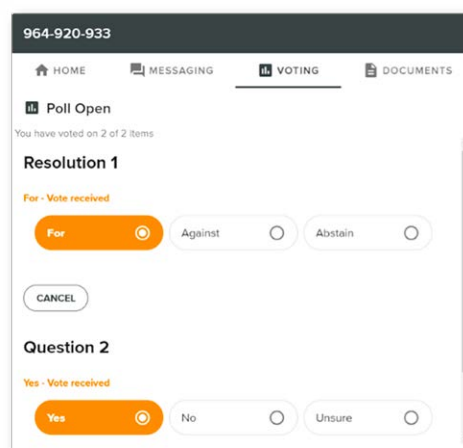 964-920-933
HOME MESSAGING VOTING DOCUMENTS
Poll Open
You have voted on 2 of 2 items
Resolution 1
For - Vote received
For Against Abstain
CANCEL
Question 2
Yes - Vote received
Yes No Unsure